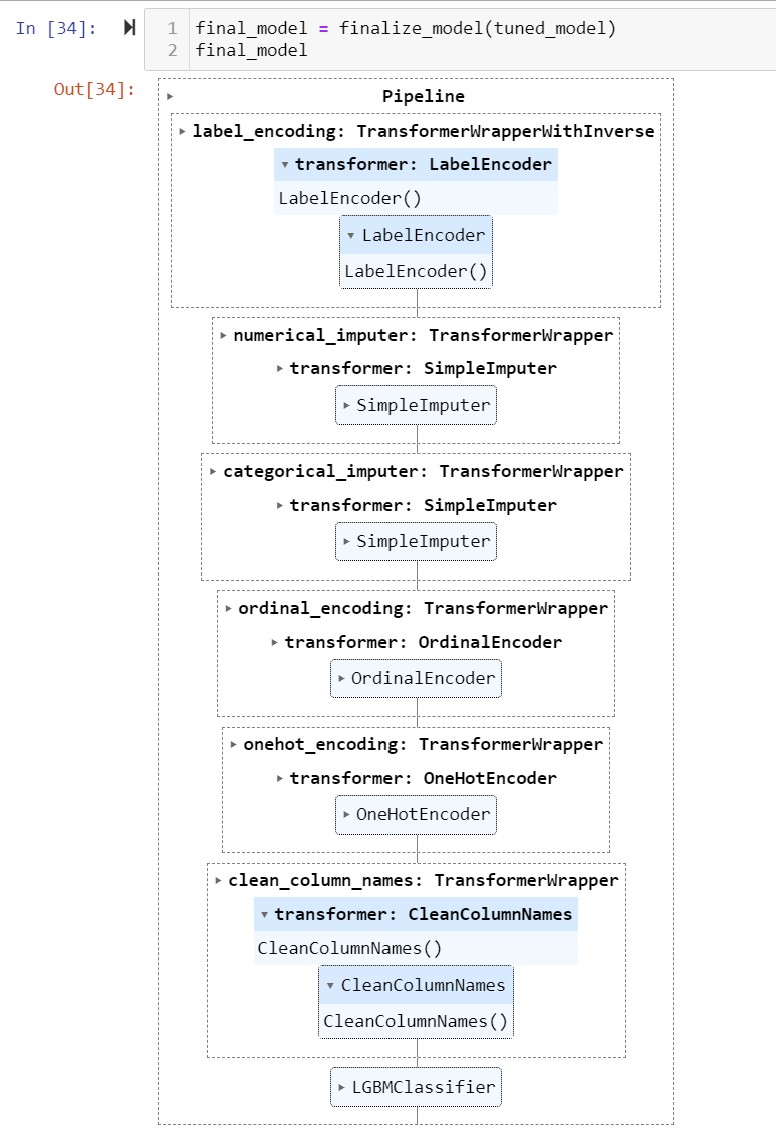 In [34]:
1 final_model = finalize_model(tuned_model)
2 final_model
Out[34]:
Pipeline
label_encoding: TransformerWrapperWithInverse
transformer: LabelEncoder
LabelEncoder()
LabelEncoder
LabelEncoder()
numerical_imputer: TransformerWrapper
transformer: SimpleImputer
SimpleImputer
categorical_imputer: TransformerWrapper
transformer: SimpleImputer
SimpleImputer
ordinal_encoding: TransformerWrapper
transformer: OrdinalEncoder
OrdinalEncoder
onehot_encoding: TransformerWrapper
transformer: OneHotEncoder
OneHotEncoder
clean_column_names: TransformerWrapper
transformer: CleanColumnNames
CleanColumnNames()
CleanColumnNames
CleanColumnNames()
LGBMClassifier